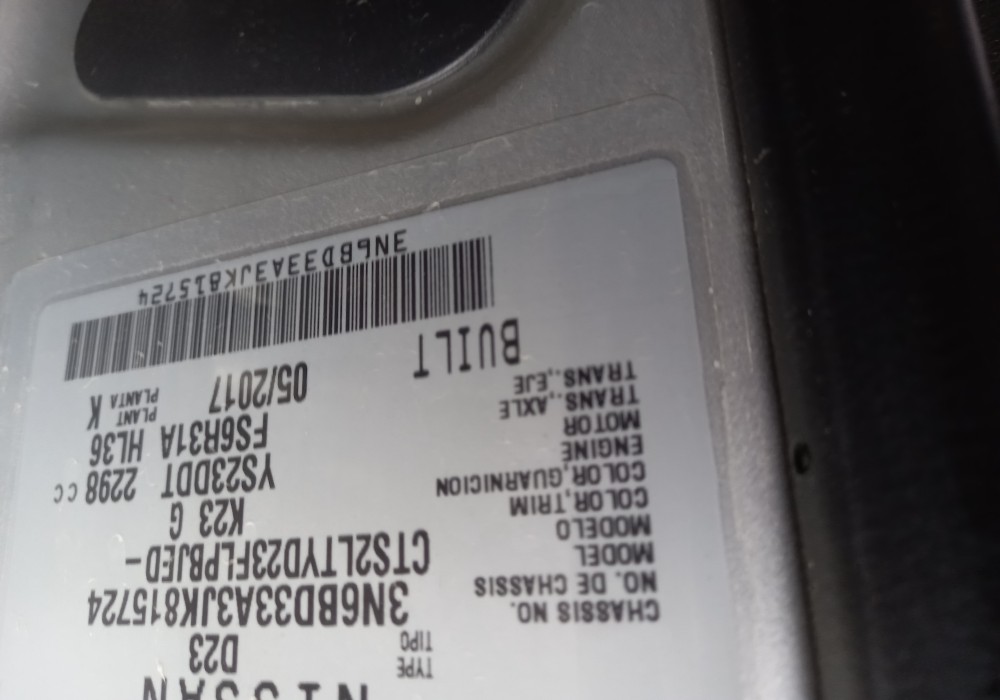 NISSAN
TYPE
TIPO D23
CHASSIS NO.
NO. DE CHASSIS 3N6BD33A3JK815724
MODEL
MODELO CTS2LTYD23FLPBJED-
COLOR,TRIM
COLOR,GUARNICION K23 G
ENGINE
MOTOR YS23DDT 2298 cc
TRANS.,AXLE
TRANS.,EJE FS6R31A HL36
PLANT
PLANTA K
BUILT 05/2017
3N6BD33A3JK815724